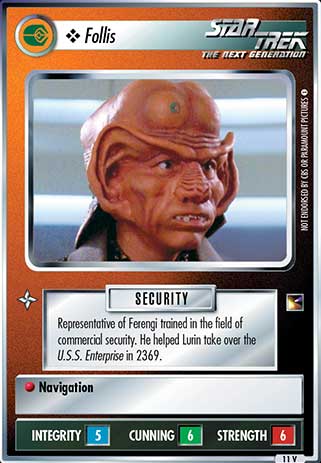 ❖ Follis
STAR TREK
THE NEXT GENERATION
NOT ENDORSED BY CBS OR PARAMOUNT PICTURES
SECURITY
Representative of Ferengi trained in the field of
commercial security. He helped Lurin take over the
U.S.S. Enterprise in 2369.
Navigation
INTEGRITY 5 CUNNING 6 STRENGTH 6
11 V